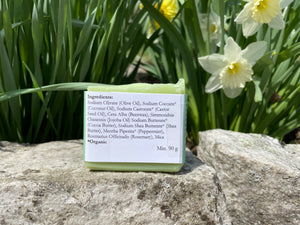 Ingredients:
Sodium Olivate (Olive Oil), Sodium Cocoate*
(Coconut Oil), Sodium Castorate* (Castor
Seed Oil), Cera Alba (Beeswax), Simmondsia
Chinensis (Jojoba Oil) Sodium Butterate*
(Cocoa Butter), Sodium Shea Butterate* (Shea
Butter), Mentha Piperita* (Peppermint),
Rosmarinus Officinalis (Rosemary), Mica
*Organic
Min. 90 g